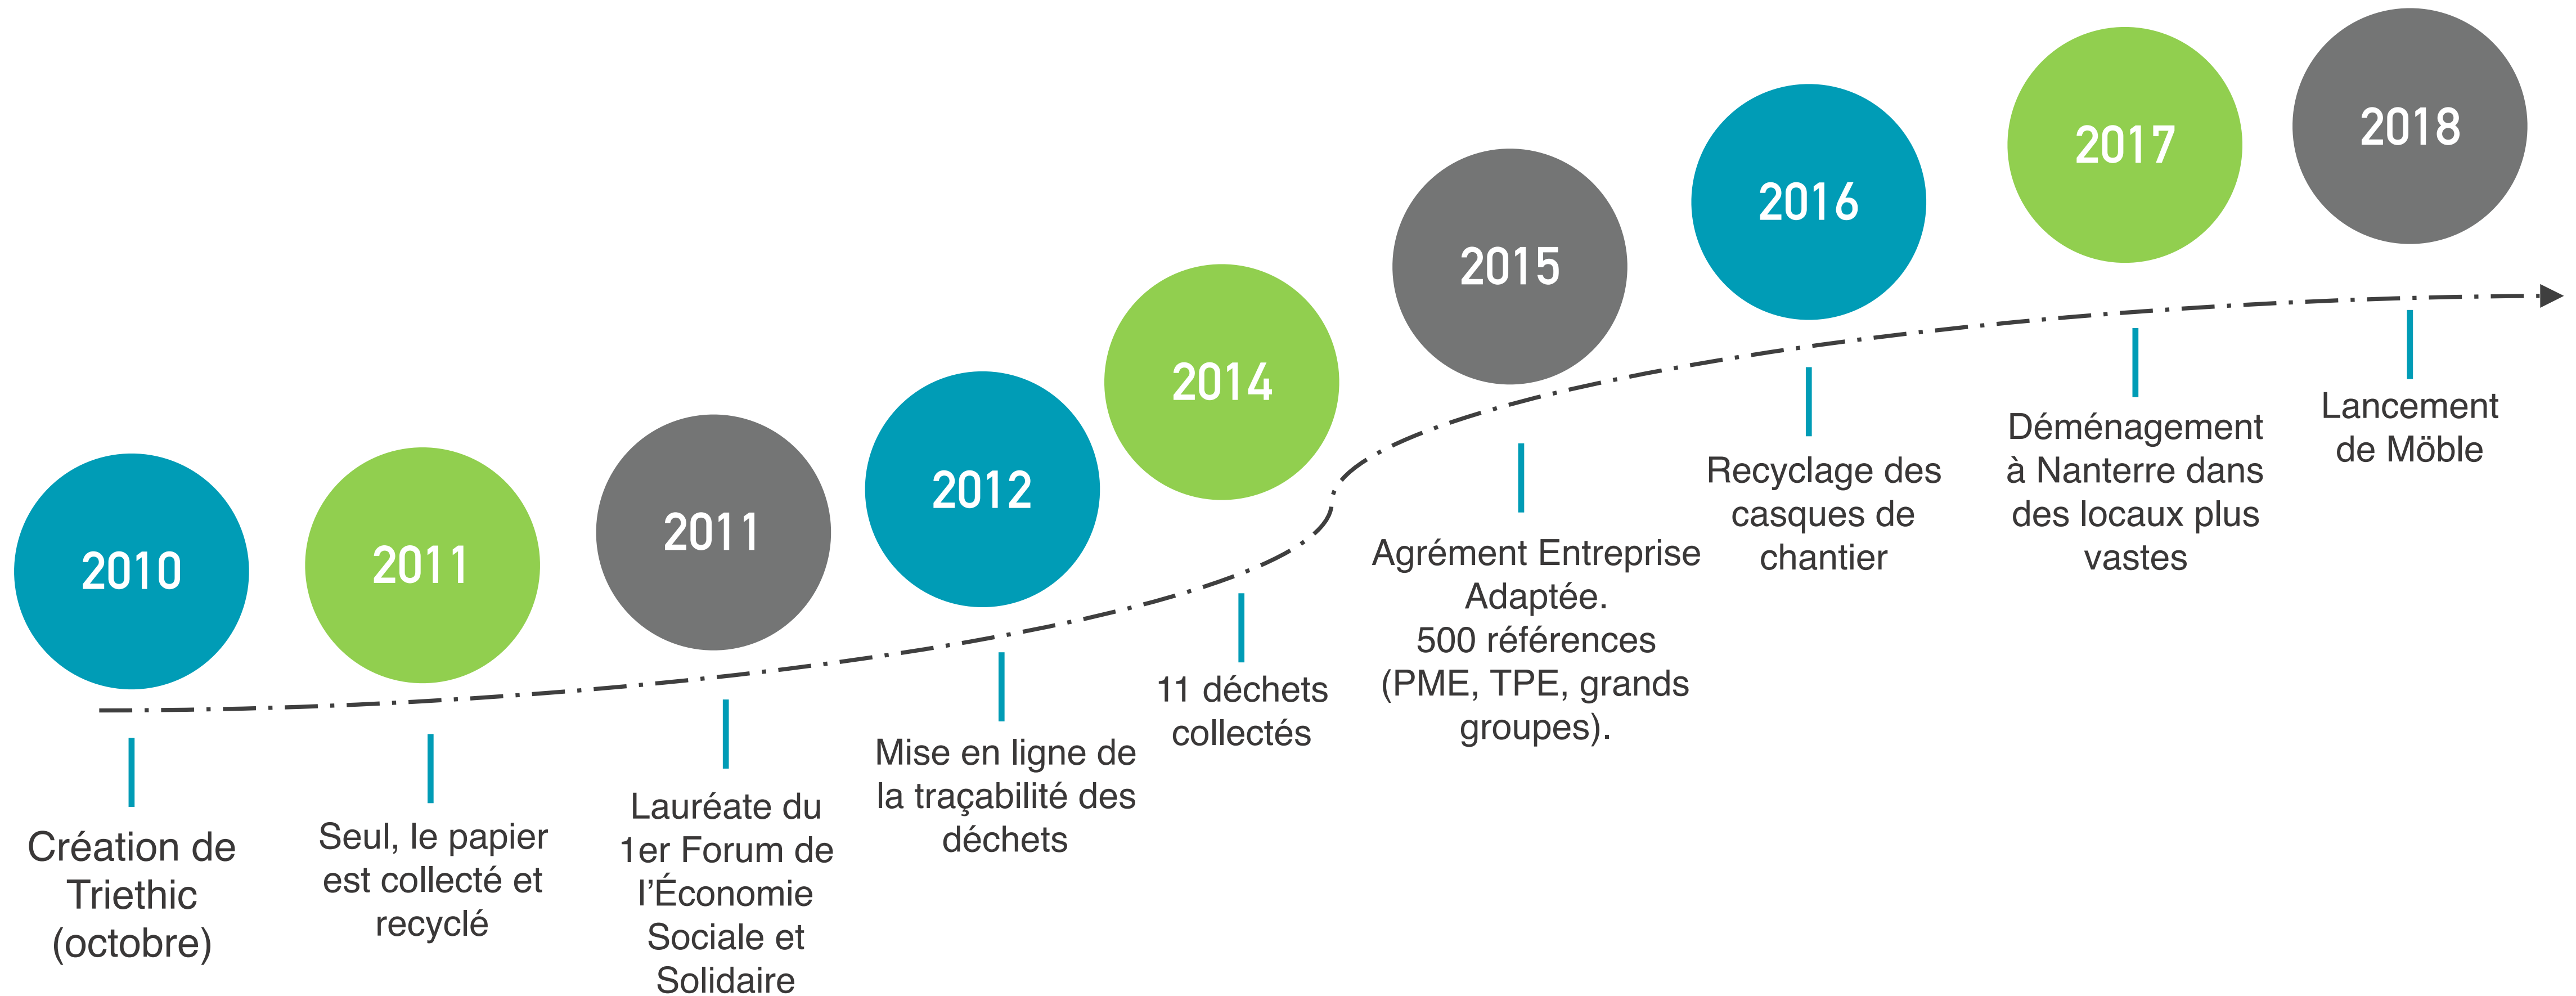 2010
Création de
Triethic
(octobre)
2011
Seul, le papier
est collecté et
recyclé
2011
Lauréate du
1er Forum de
l’Économie
Sociale et
Solidaire
2012
Mise en ligne de
la traçabilité des
déchets
2014
11 déchets
collectés
2015
Agrément Entreprise
Adaptée.
500 références
(PME, TPE, grands
groupes).
2016
Recyclage des
casques de
chantier
2017
Déménagement
à Nanterre dans
des locaux plus
vastes
2018
Lancement
de Möble